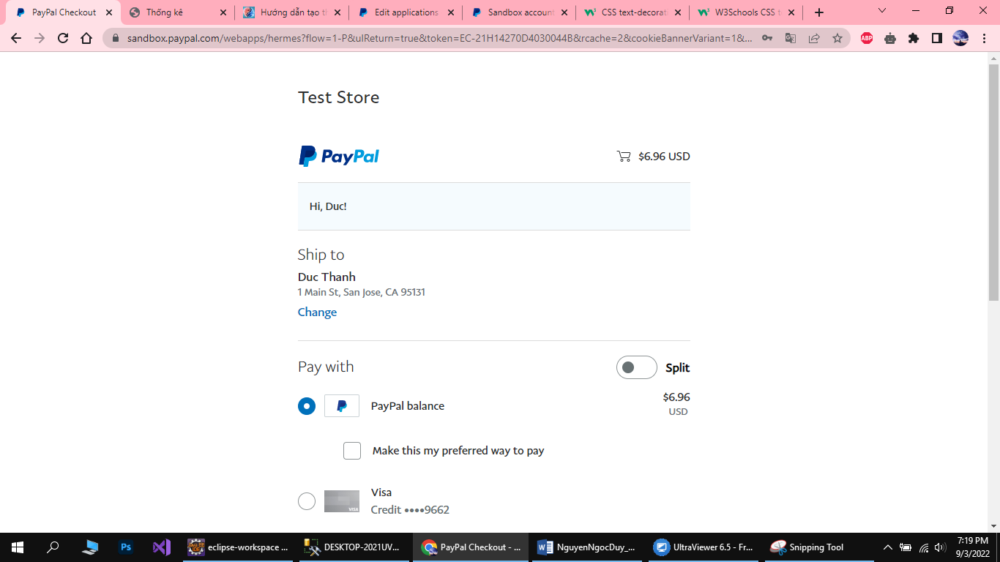 PayPal Checkout
Thống kê
Hướng dẫn tạo
Edit applications
Sandbox account
CSS text-decorat
W3Schools CSS
sandbox.paypal.com/webapps/hermes?flow=1-P&ulReturn=true&token=EC-21H14270D4030044B&rcache=2&cookieBannerVariant=1&...
ABP
Test Store
PayPal
$6.96 USD
Hi, Duc!
Ship to
Duc Thanh
1 Main St, San Jose, CA 95131
Change
Pay with
Split
PayPal balance
$6.96
USD
Make this my preferred way to pay
Visa
VISA
Credit ••••9662
Ps
eclipse-workspace ...
DESKTOP-2021UV...
PayPal Checkout - ...
NguyenNgocDuy_...
UltraViewer 6.5 - Fr...
Snipping Tool
7:19 PM
9/3/2022